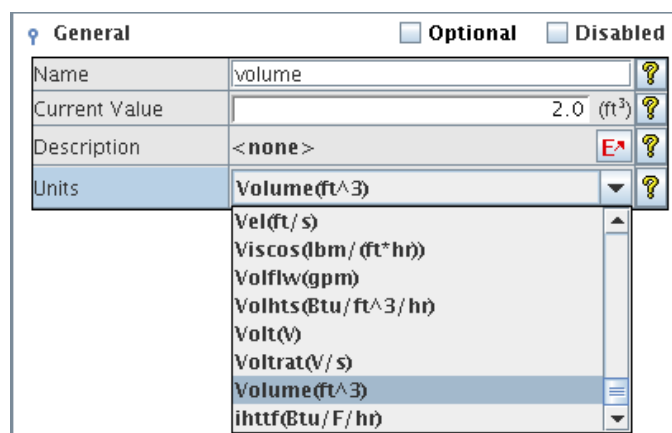 General Optional Disabled
Name volume ?
Current Value 2.0 (ft³) ?
Description <none> E ?
Units Volume(ft^3) ?
Vel(ft/s)
Viscos(lbm/(ft*hr))
Volflw(gpm)
Volhts(Btu/ft^3/hr)
Volt(V)
Voltrat(V/s)
Volume(ft^3)
ihttf(Btu/F/hr)